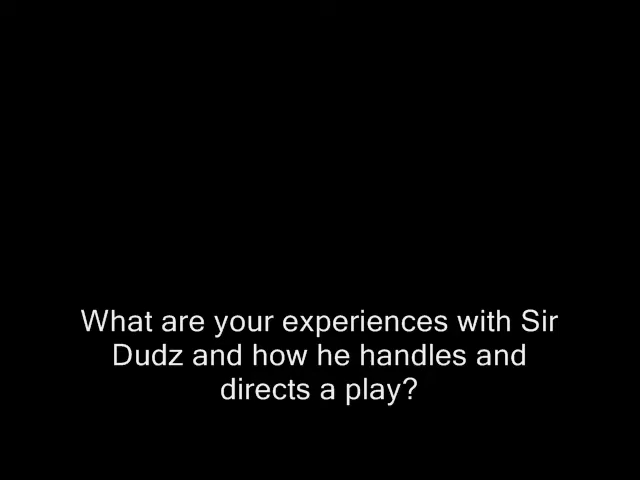 What are your experiences with Sir
Dudz and how he handles and
directs a play?